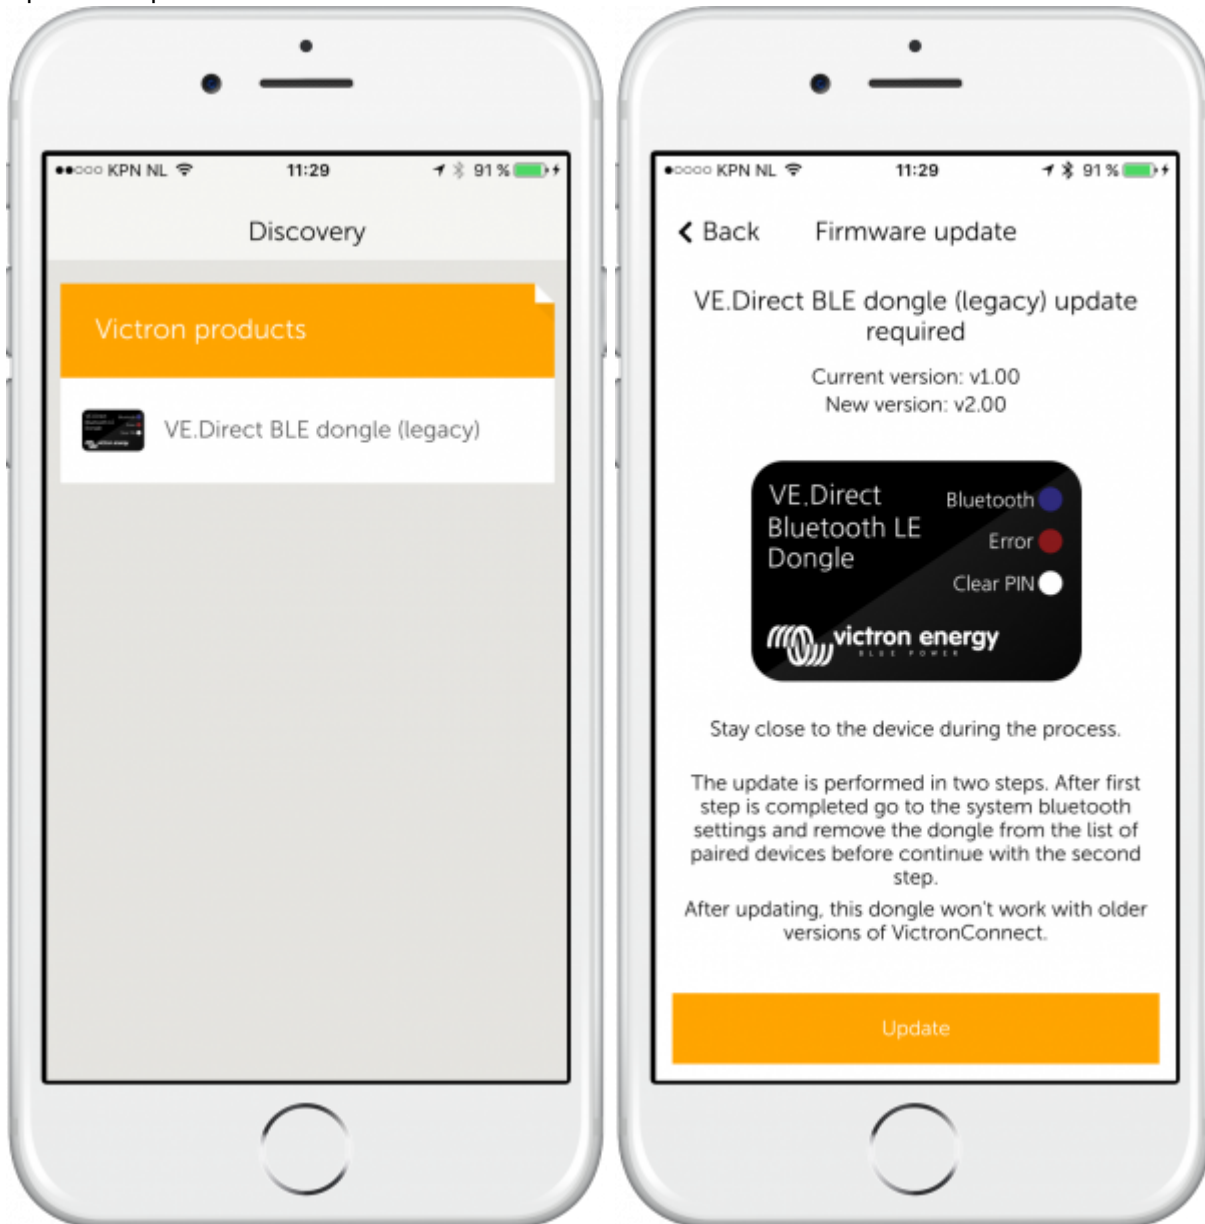 KPN NL
11:29
91 %
Discovery
Victron products
VE.Direct BLE dongle (legacy)
KPN NL
11:29
91 %
Back
Firmware update
VE.Direct BLE dongle (legacy) update
required
Current version: v1.00
New version: v2.00
VE.Direct
Bluetooth LE
Dongle
Bluetooth
Error
Clear PIN
victron energy
BLUE POWER
Stay close to the device during the process.
The update is performed in two steps. After first
step is completed go to the system bluetooth
settings and remove the dongle from the list of
paired devices before continue with the second
step.
After updating, this dongle won't work with older
versions of VictronConnect.
Update